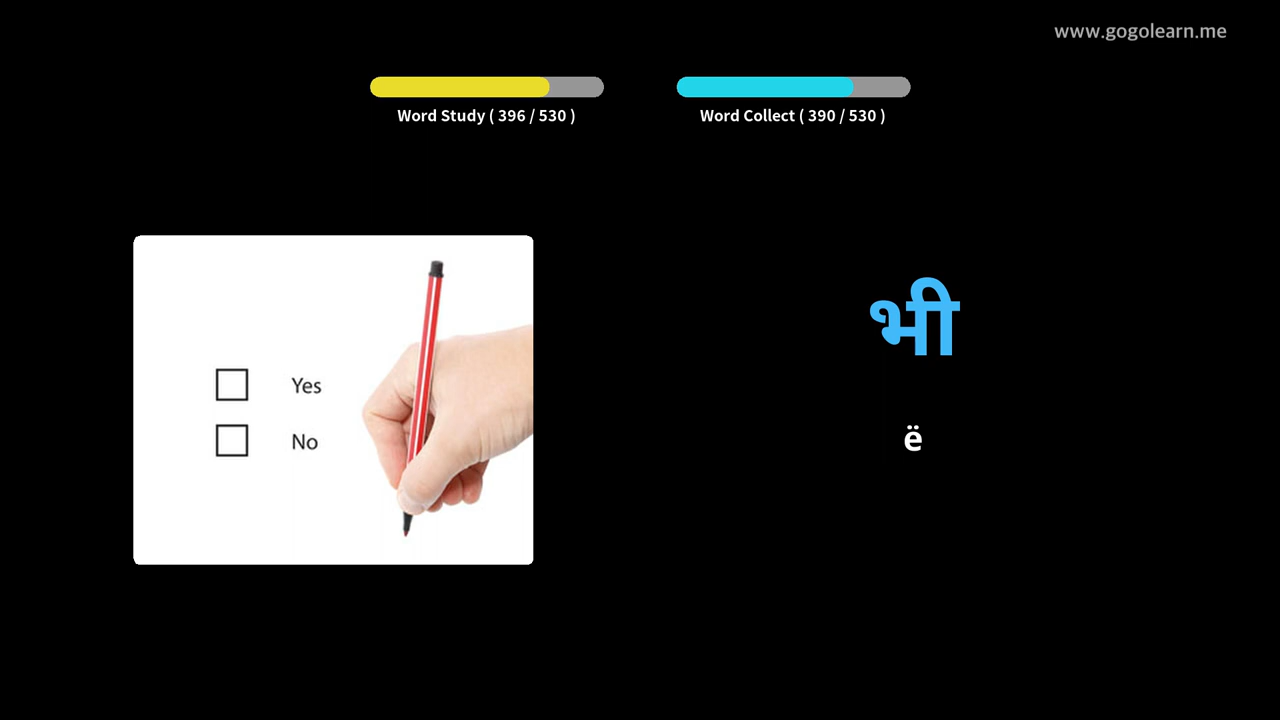 www.gogolearn.me
Word Study ( 396 / 530 )
Word Collect ( 390 / 530 )
भी
Yes
No
ë